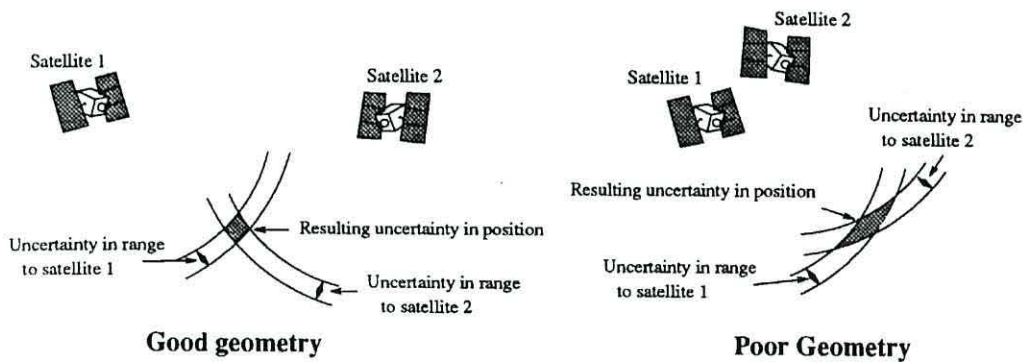 Satellite 1
Satellite 2
Resulting uncertainty in position
Uncertainty in range
to satellite 1
Uncertainty in range
to satellite 2
Good geometry
Satellite 2
Satellite 1
Uncertainty in range
to satellite 2
Resulting uncertainty in position
Uncertainty in range
to satellite 1
Poor Geometry